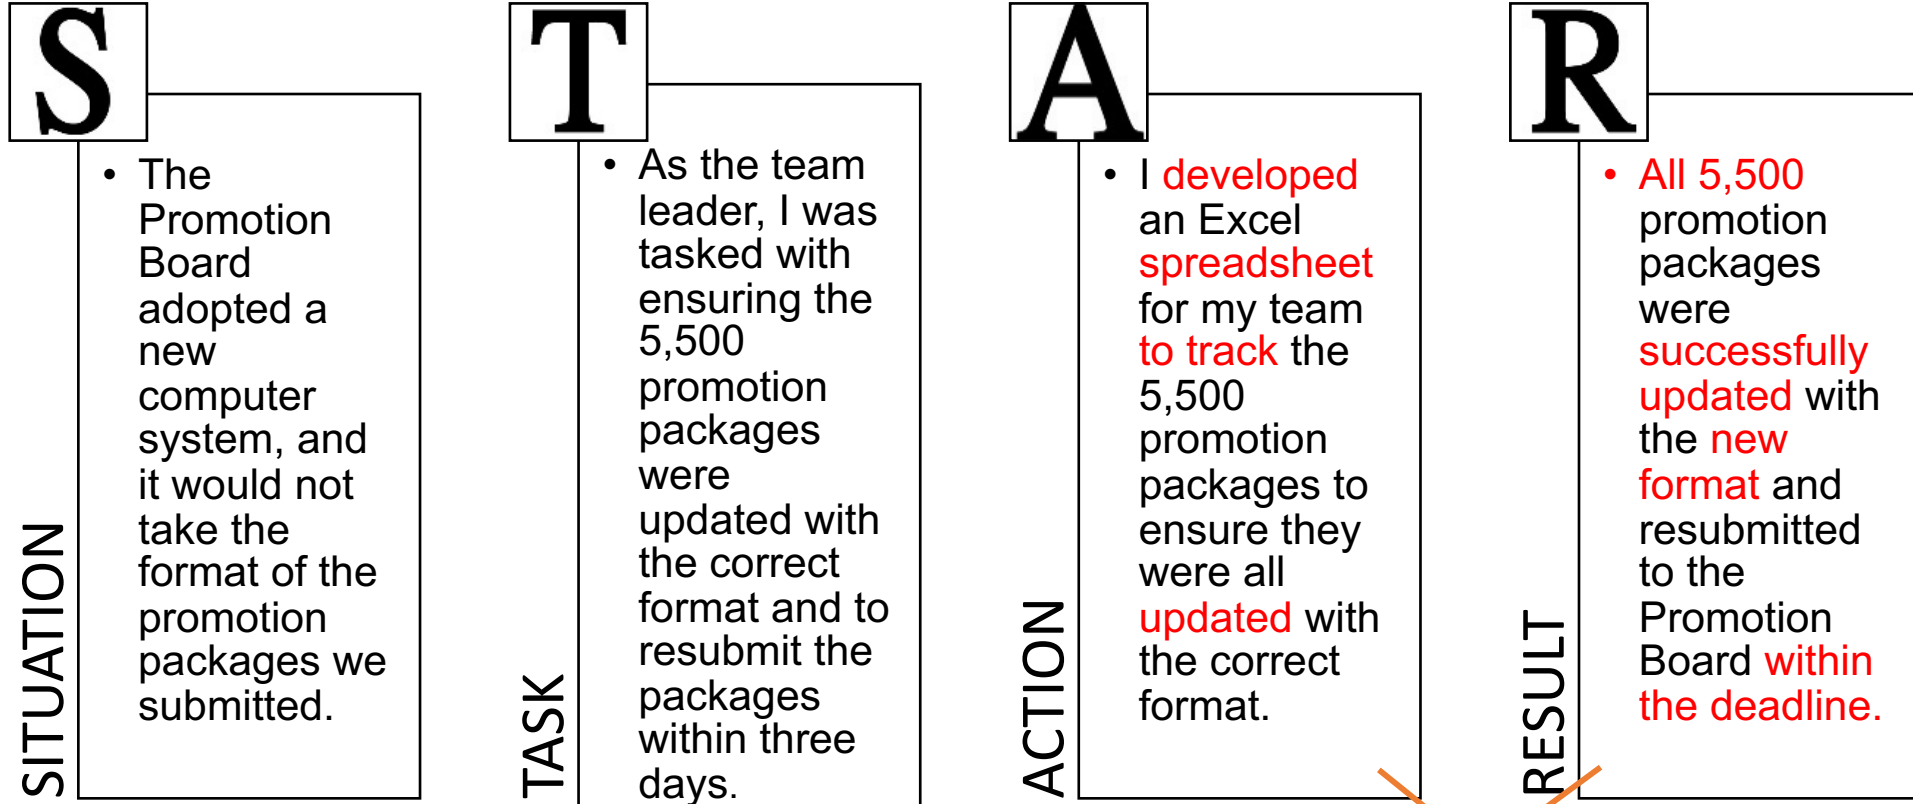 S
SITUATION
• The
Promotion
Board
adopted a
new
computer
system, and
it would not
take the
format of the
promotion
packages we
submitted.
T
TASK
• As the team
leader, I was
tasked with
ensuring the
5,500
promotion
packages
were
updated with
the correct
format and to
resubmit the
packages
within three
days.
A
ACTION
• I developed
an Excel
spreadsheet
for my team
to track the
5,500
promotion
packages to
ensure they
were all
updated with
the correct
format.
R
RESULT
• All 5,500
promotion
packages
were
successfully
updated with
the new
format and
resubmitted
to the
Promotion
Board within
the deadline.